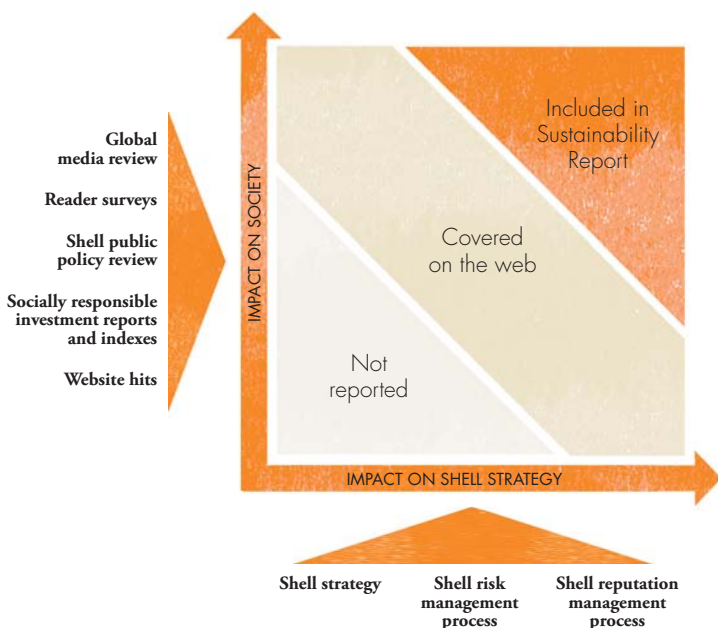 Global
media review
Reader surveys
Shell public
policy review
Socially responsible
investment reports
and indexes
Website hits
IMPACT ON SOCIETY
Included in
Sustainability
Report
Covered
on the web
Not
reported
IMPACT ON SHELL STRATEGY
Shell strategy
Shell risk
management
process
Shell reputation
management
process